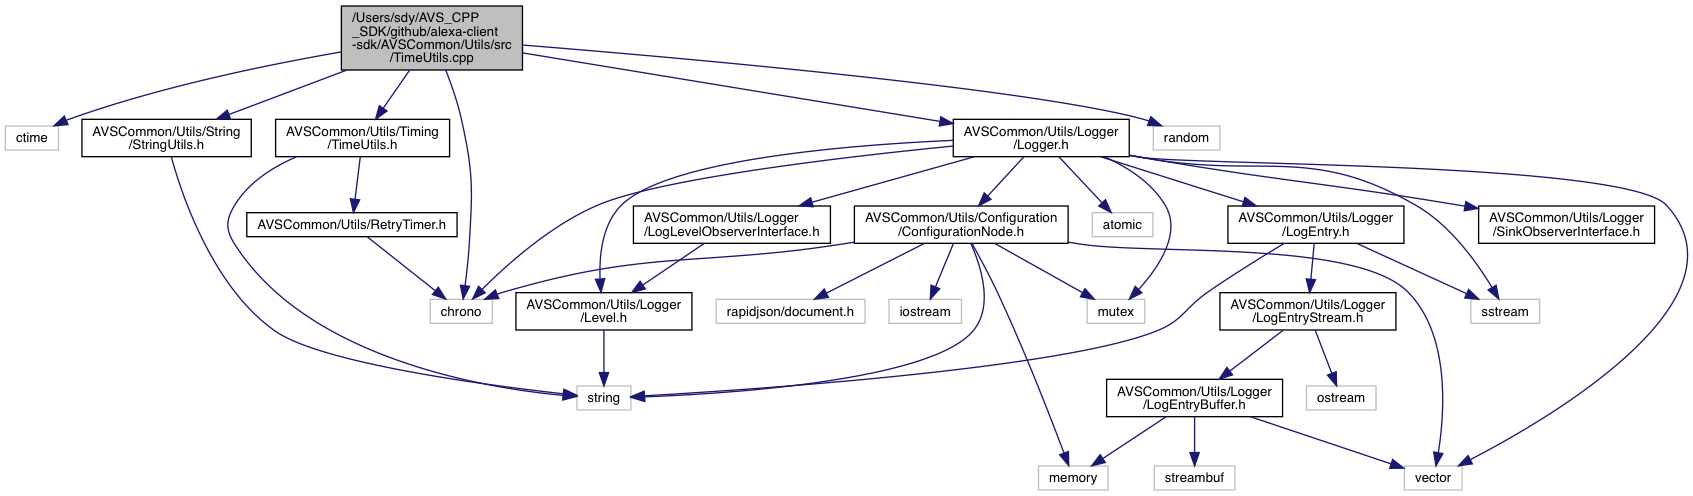 /Users/sdy/AVS_CPP
_SDK/github/alexa-client
-sdk/AVSCommon/Utils/src
/TimeUtils.cpp
ctime
AVSCommon/Utils/String
/StringUtils.h
AVSCommon/Utils/Timing
/TimeUtils.h
AVSCommon/Utils/Logger
/Logger.h
random
AVSCommon/Utils/RetryTimer.h
AVSCommon/Utils/Logger
/LogLevelObserverInterface.h
AVSCommon/Utils/Configuration
/ConfigurationNode.h
atomic
AVSCommon/Utils/Logger
/LogEntry.h
AVSCommon/Utils/Logger
/SinkObserverInterface.h
chrono
AVSCommon/Utils/Logger
/Level.h
rapidjson/document.h
iostream
mutex
AVSCommon/Utils/Logger
/LogEntryStream.h
sstream
string
AVSCommon/Utils/Logger
/LogEntryBuffer.h
ostream
memory
streambuf
vector